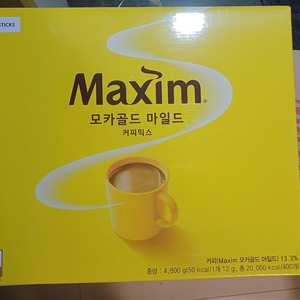 STICKS
Maxim®
모카골드 마일드
커피믹스
커피(Maxim 모카골드 마일드) 13.3%
중량 : 4,800 g(50 kcal/1개 12 g, 총 20,000 kcal/400개)